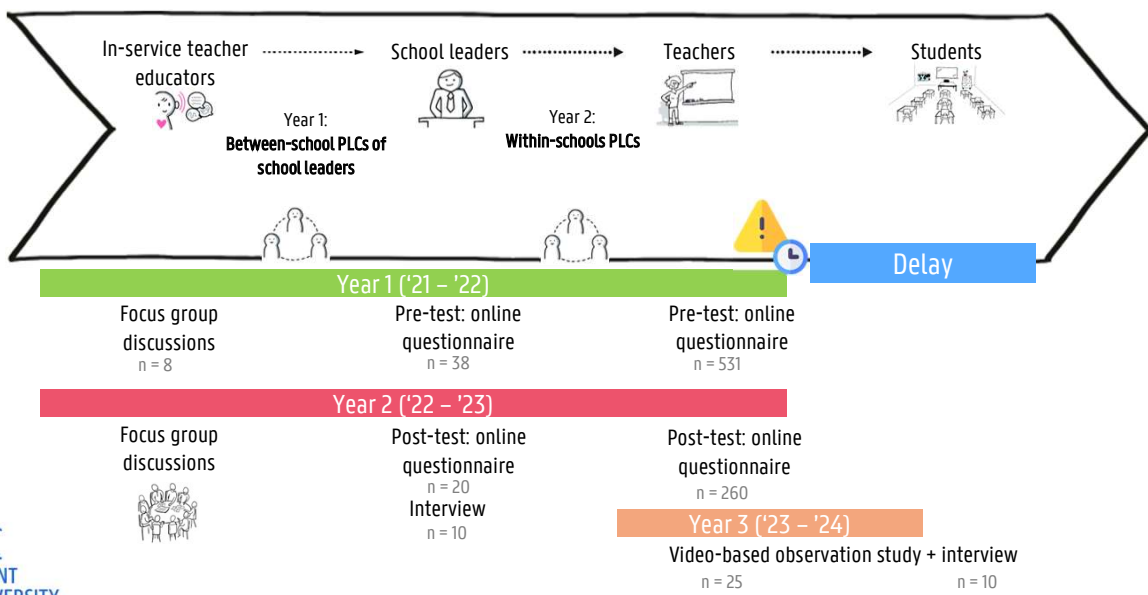 In-service teacher
educators
School leaders
Teachers
Students
Year 1:
Between-school PLCs of
school leaders
Year 2:
Within-schools PLCs
Delay
Year 1 (‘21 – ’22)
Focus group
discussions
n = 8
Pre-test: online
questionnaire
n = 38
Pre-test: online
questionnaire
n = 531
Year 2 (‘22 – ’23)
Focus group
discussions
Post-test: online
questionnaire
n = 20
Interview
n = 10
Post-test: online
questionnaire
n = 260
Year 3 (‘23 – ’24)
Video-based observation study + interview
n = 25
n = 10